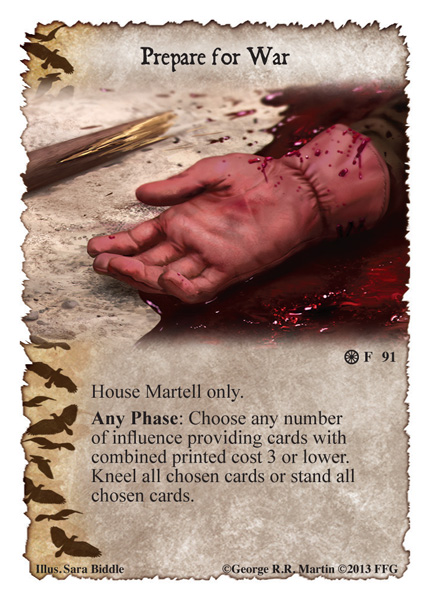 Prepare for War
F 91
House Martell only.
Any Phase: Choose any number
of influence providing cards with
combined printed cost 3 or lower.
Kneel all chosen cards or stand all
chosen cards.
Illus. Sara Biddle
©George R.R. Martin ©2013 FFG